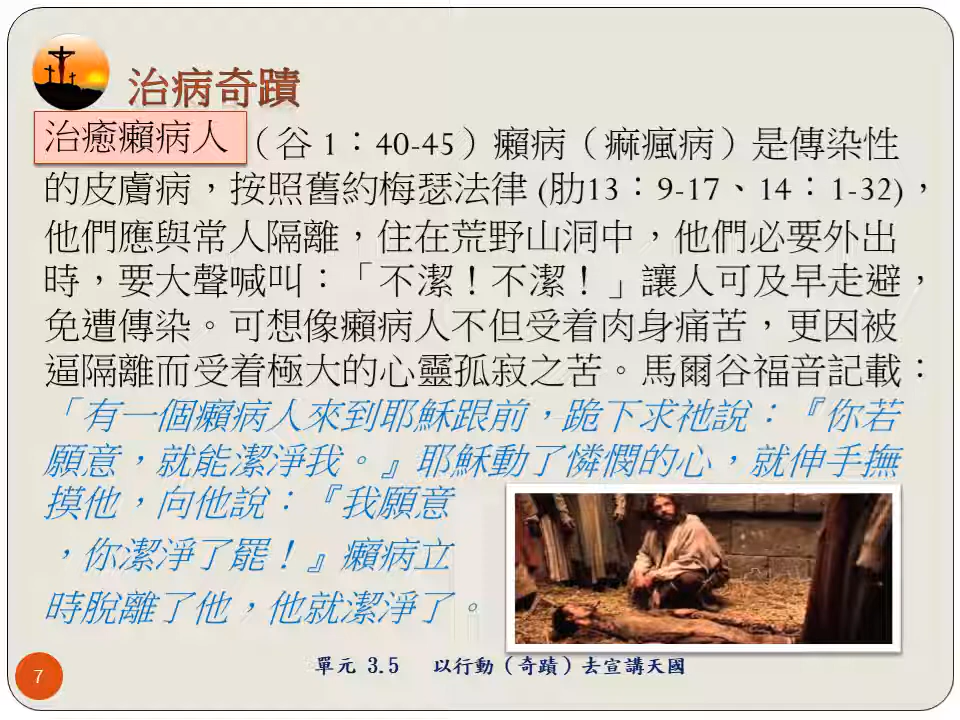 治病奇蹟
治癒癩病人（谷 1：40-45）癩病（痲瘋病）是傳染性
的皮膚病，按照舊約梅瑟法律 (肋13：9-17、14：1-32)，
他們應與常人隔離，住在荒野山洞中，他們必要外出
時，要大聲喊叫：「不潔！不潔！」讓人可及早走避，
免遭傳染。可想像癩病人不但受着肉身痛苦，更因被
逼隔離而受着極大的心靈孤寂之苦。馬爾谷福音記載：
「有一個癩病人來到耶穌跟前，跪下求祂說：『你若
願意，就能潔淨我。』耶穌動了憐憫的心，就伸手撫
摸他，向他說：『我願意
，你潔淨了罷！』癩病立
時脫離了他，他就潔淨了。
單元 3.5 以行動（奇蹟）去宣講天國
7